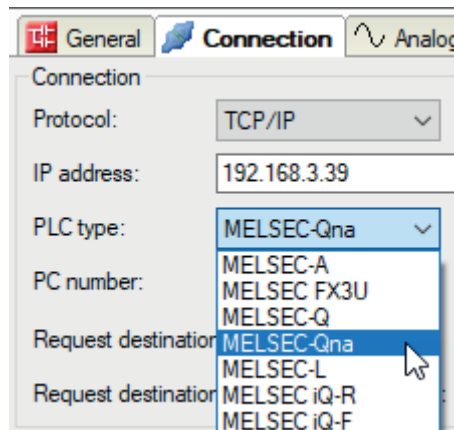 General Connection Analog
Connection
Protocol: TCP/IP
IP address: 192.168.3.39
PLC type: MELSEC-Qna
MELSEC-A
PC number: MELSEC FX3U
MELSEC-Q
Request destination MELSEC-Qna
MELSEC-L
Request destination MELSEC iQ-R
MELSEC iQ-F